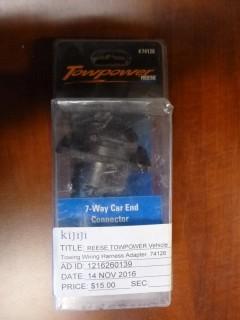 #74126
Towpower
REESE
7-Way Car End
Connector
kijiji
TITLE: REESE TOWPOWER Vehicle
Towing Wiring Harness Adapter 74126
AD ID 1216260139
DATE: 14 NOV 2016
PRICE: $15.00 SEC